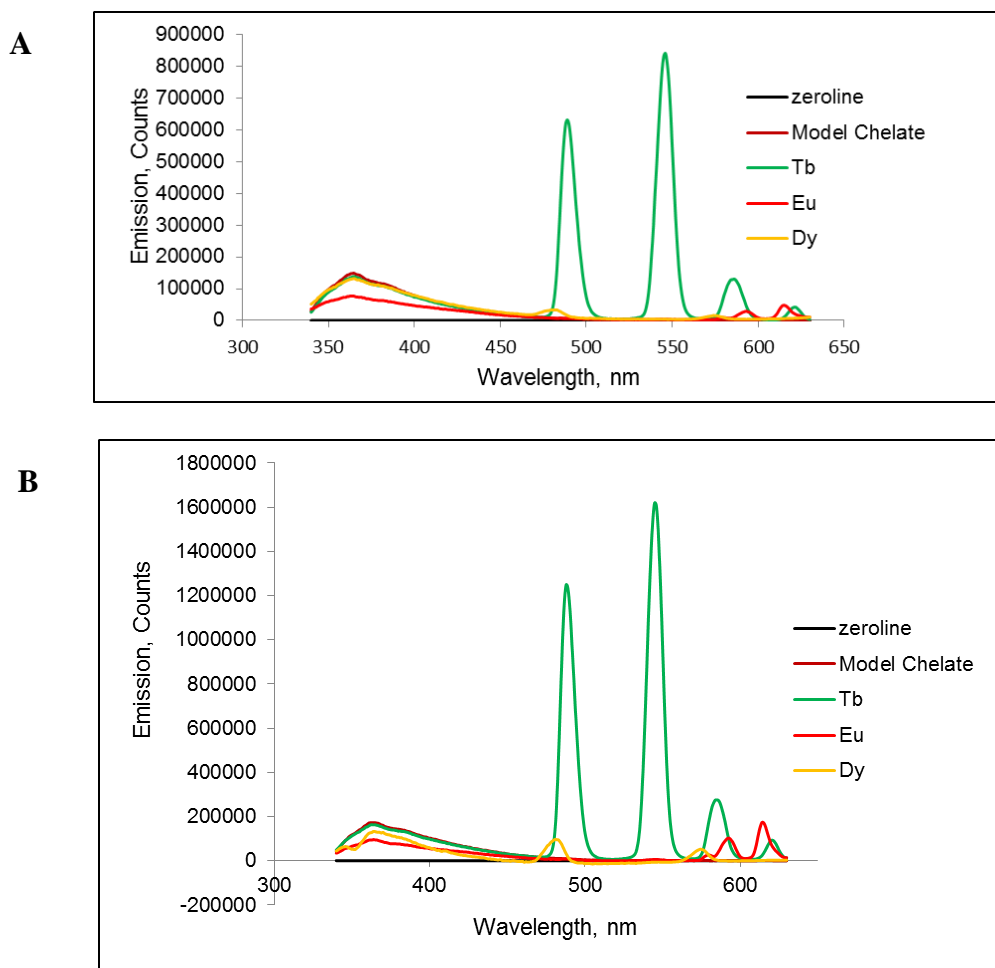 A
900000
800000
700000
600000
500000
400000
300000
200000
100000
0
Emission, Counts
300 350 400 450 500 550 600 650
Wavelength, nm
zeroline
Model Chelate
Tb
Eu
Dy
B
1800000
1600000
1400000
1200000
1000000
800000
600000
400000
200000
0
-200000
Emission, Counts
300 400 500 600
Wavelength, nm
zeroline
Model Chelate
Tb
Eu
Dy